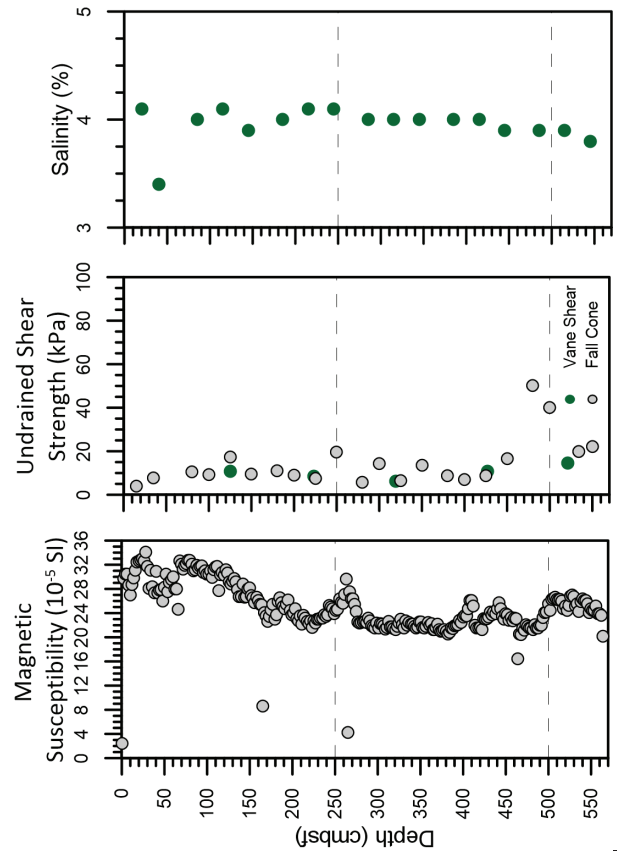 Salinity (%)
3 4 5
Undrained Shear
Strength (kPa)
0 20 40 60 80 100
Vane Shear
Fall Cone
Magnetic
Susceptibility (10⁻⁵ SI)
0 4 8 12 16 20 24 28 32 36
0 50 100 150 200 250 300 350 400 450 500 550
Depth (cmbsf)